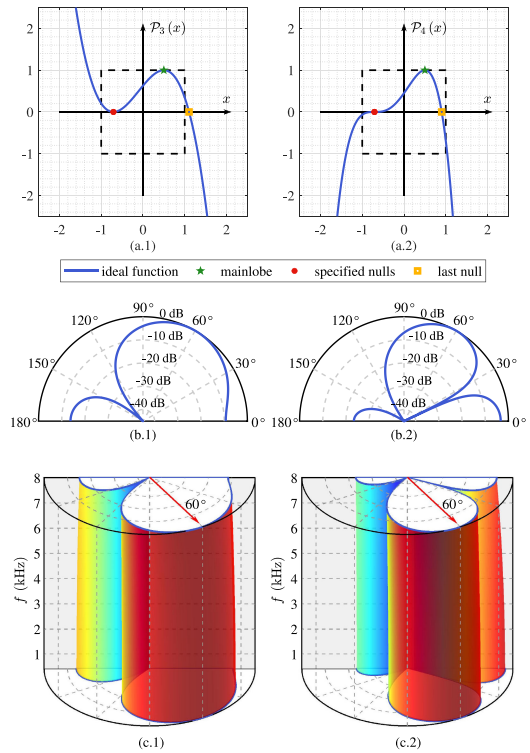 2
1
0
-1
-2
-2
-1
0
1
2
𝒫₃ (x)
x
(a.1)
2
1
0
-1
-2
-2
-1
0
1
2
𝒫₄ (x)
x
(a.2)
ideal function mainlobe specified nulls last null
90°
120°
60°
150°
30°
180°
0°
0 dB
-10 dB
-20 dB
-30 dB
-40 dB
(b.1)
90°
120°
60°
150°
30°
180°
0°
0 dB
-10 dB
-20 dB
-30 dB
-40 dB
(b.2)
8
7
6
5
4
3
2
1
f (kHz)
60°
(c.1)
8
7
6
5
4
3
2
1
f (kHz)
60°
(c.2)